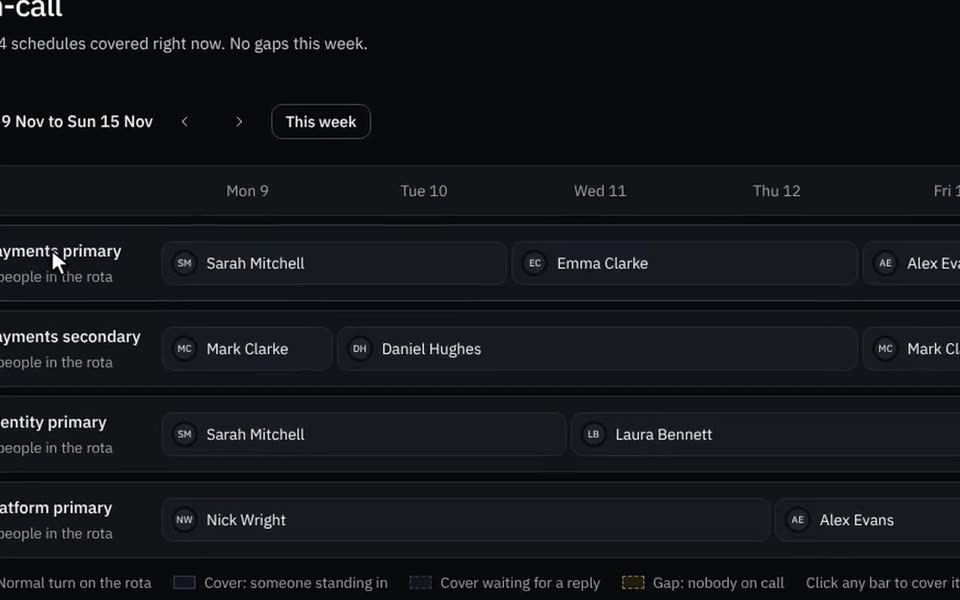 n-call
4 schedules covered right now. No gaps this week.
9 Nov to Sun 15 Nov < > This week
Mon 9 Tue 10 Wed 11 Thu 12 Fri 1
ayments primary
people in the rota
SM Sarah Mitchell EC Emma Clarke AE Alex Eva
ayments secondary
people in the rota
MC Mark Clarke DH Daniel Hughes MC Mark Cl
entity primary
people in the rota
SM Sarah Mitchell LB Laura Bennett
atform primary
people in the rota
NW Nick Wright AE Alex Evans
Normal turn on the rota Cover: someone standing in Cover waiting for a reply Gap: nobody on call Click any bar to cover it